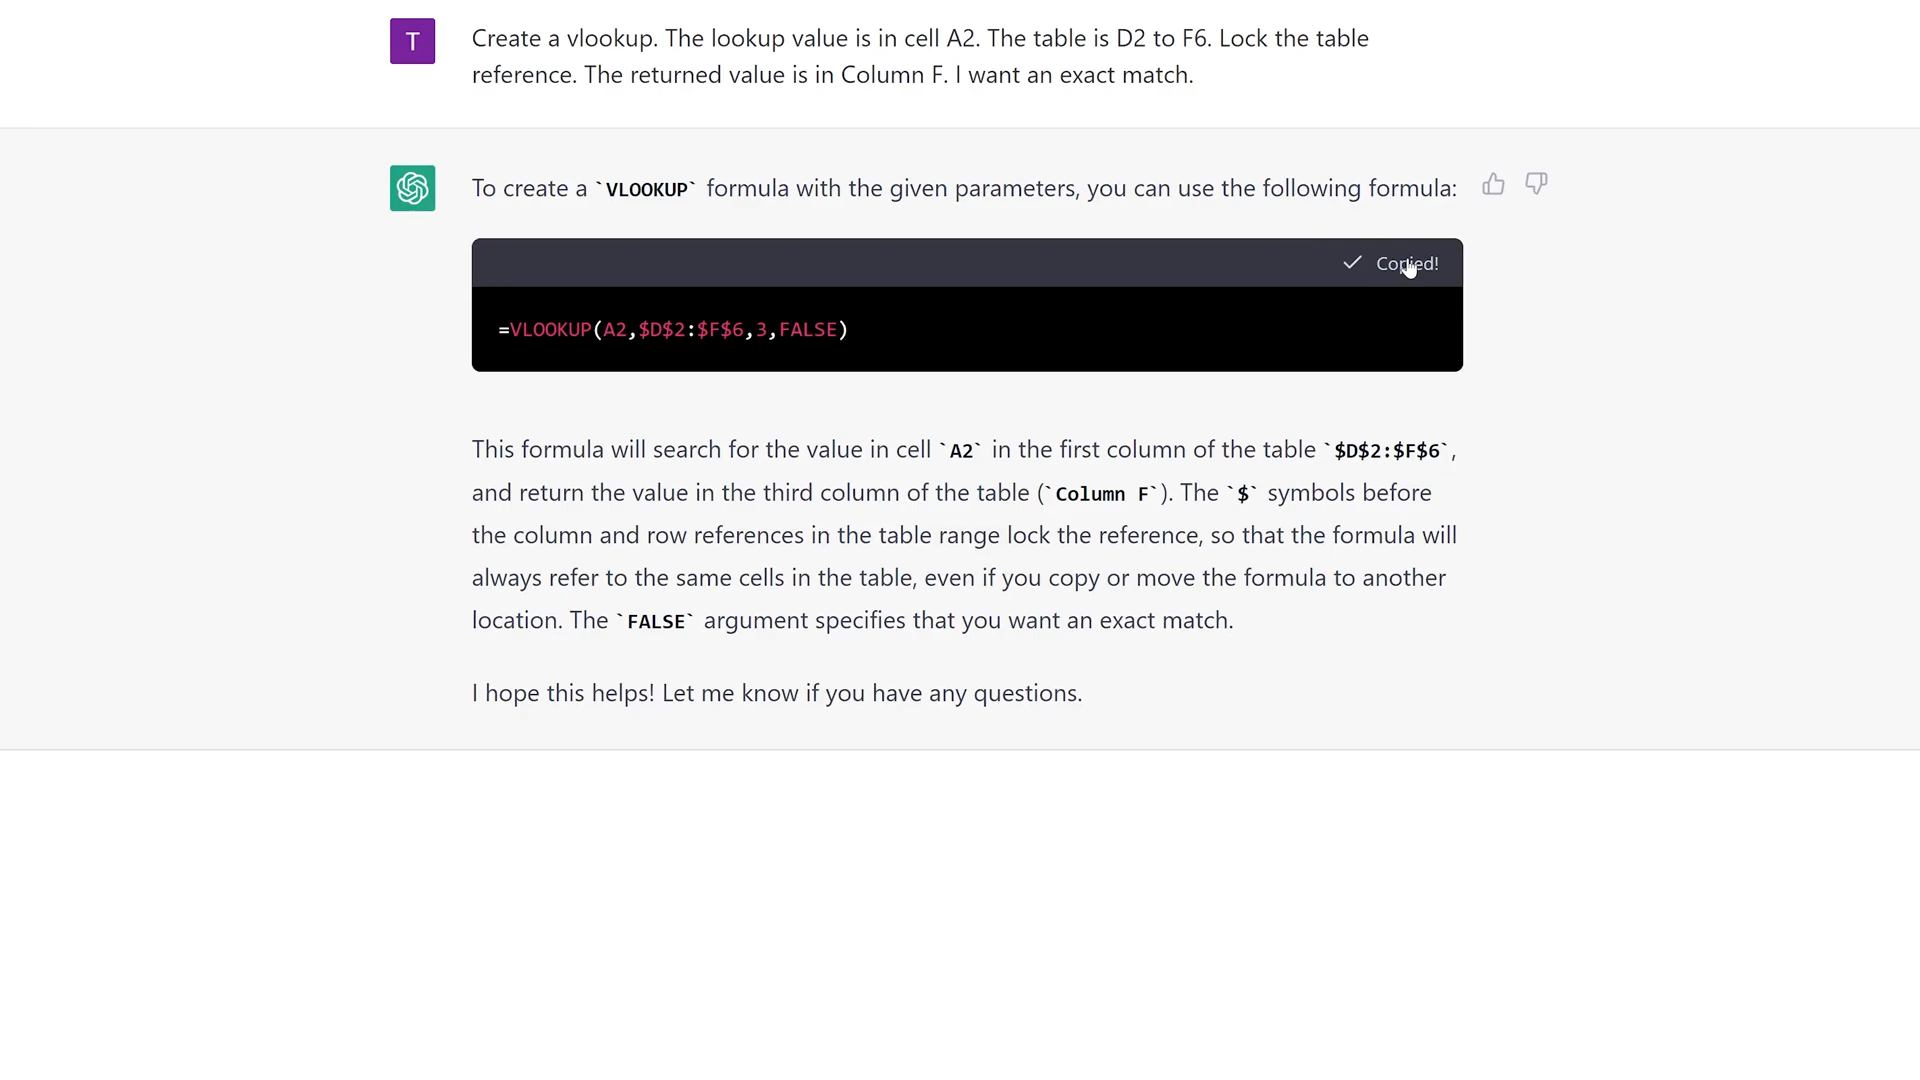 T
Create a vlookup. The lookup value is in cell A2. The table is D2 to F6. Lock the table
reference. The returned value is in Column F. I want an exact match.
To create a `VLOOKUP` formula with the given parameters, you can use the following formula:
Copied!
=VLOOKUP(A2,$D$2:$F$6,3,FALSE)
This formula will search for the value in cell `A2` in the first column of the table `$D$2:$F$6`,
and return the value in the third column of the table (`Column F`). The `$` symbols before
the column and row references in the table range lock the reference, so that the formula will
always refer to the same cells in the table, even if you copy or move the formula to another
location. The `FALSE` argument specifies that you want an exact match.
I hope this helps! Let me know if you have any questions.